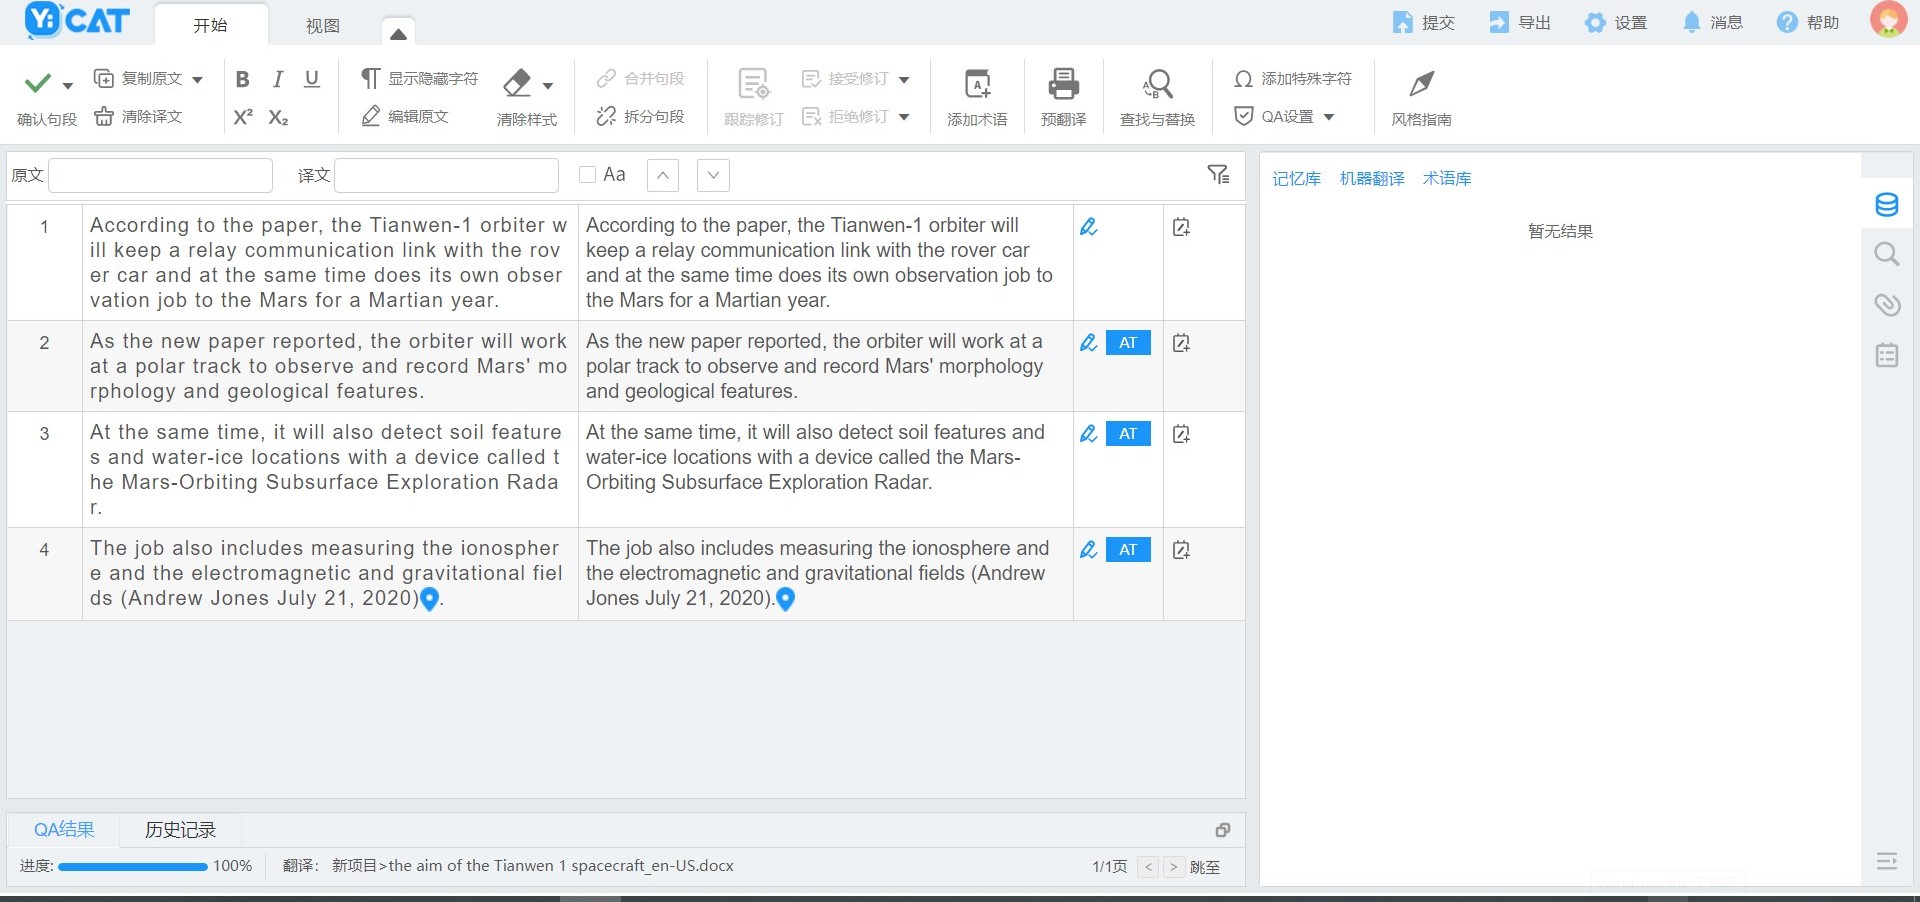 Yi CAT
开始
视图
提交
导出
设置
消息
帮助
确认句段
复制原文
清除译文
B I U
X² X₂
显示隐藏字符
编辑原文
清除样式
合并句段
拆分句段
跟踪修订
接受修订
拒绝修订
添加术语
预翻译
查找与替换
添加特殊字符
QA设置
风格指南
原文
译文
Aa
1
According to the paper, the Tianwen-1 orbiter w
ill keep a relay communication link with the rov
er car and at the same time does its own obser
vation job to the Mars for a Martian year.
According to the paper, the Tianwen-1 orbiter will
keep a relay communication link with the rover car
and at the same time does its own observation job to
the Mars for a Martian year.
2
As the new paper reported, the orbiter will work
at a polar track to observe and record Mars' mo
rphology and geological features.
As the new paper reported, the orbiter will work at a
polar track to observe and record Mars' morphology
and geological features.
AT
3
At the same time, it will also detect soil feature
s and water-ice locations with a device called t
he Mars-Orbiting Subsurface Exploration Rada
r.
At the same time, it will also detect soil features and
water-ice locations with a device called the Mars-
Orbiting Subsurface Exploration Radar.
AT
4
The job also includes measuring the ionospher
e and the electromagnetic and gravitational fiel
ds (Andrew Jones July 21, 2020).
The job also includes measuring the ionosphere and
the electromagnetic and gravitational fields (Andrew
Jones July 21, 2020).
AT
记忆库
机器翻译
术语库
暂无结果
QA结果
历史记录
进度: 100%
翻译: 新项目>the aim of the Tianwen 1 spacecraft_en-US.docx
1/1页 < > 跳至